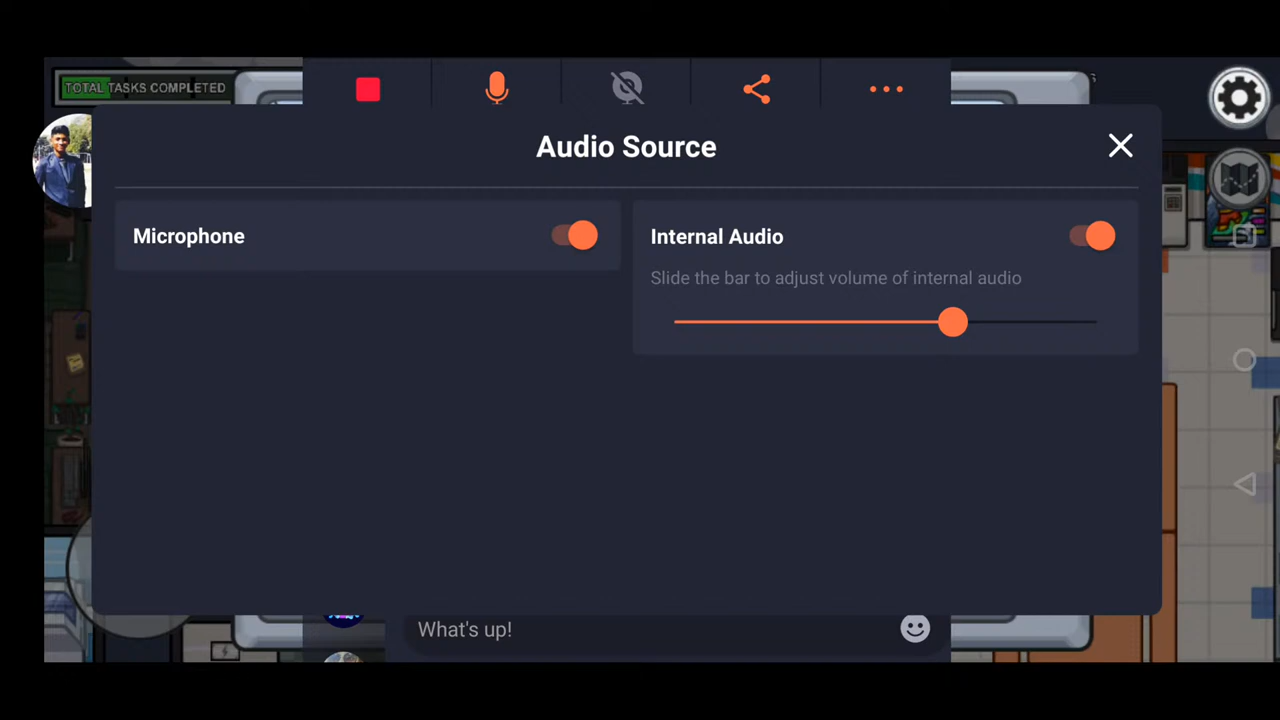 TOTAL TASKS COMPLETED
Audio Source
Microphone
Internal Audio
Slide the bar to adjust volume of internal audio
What's up!